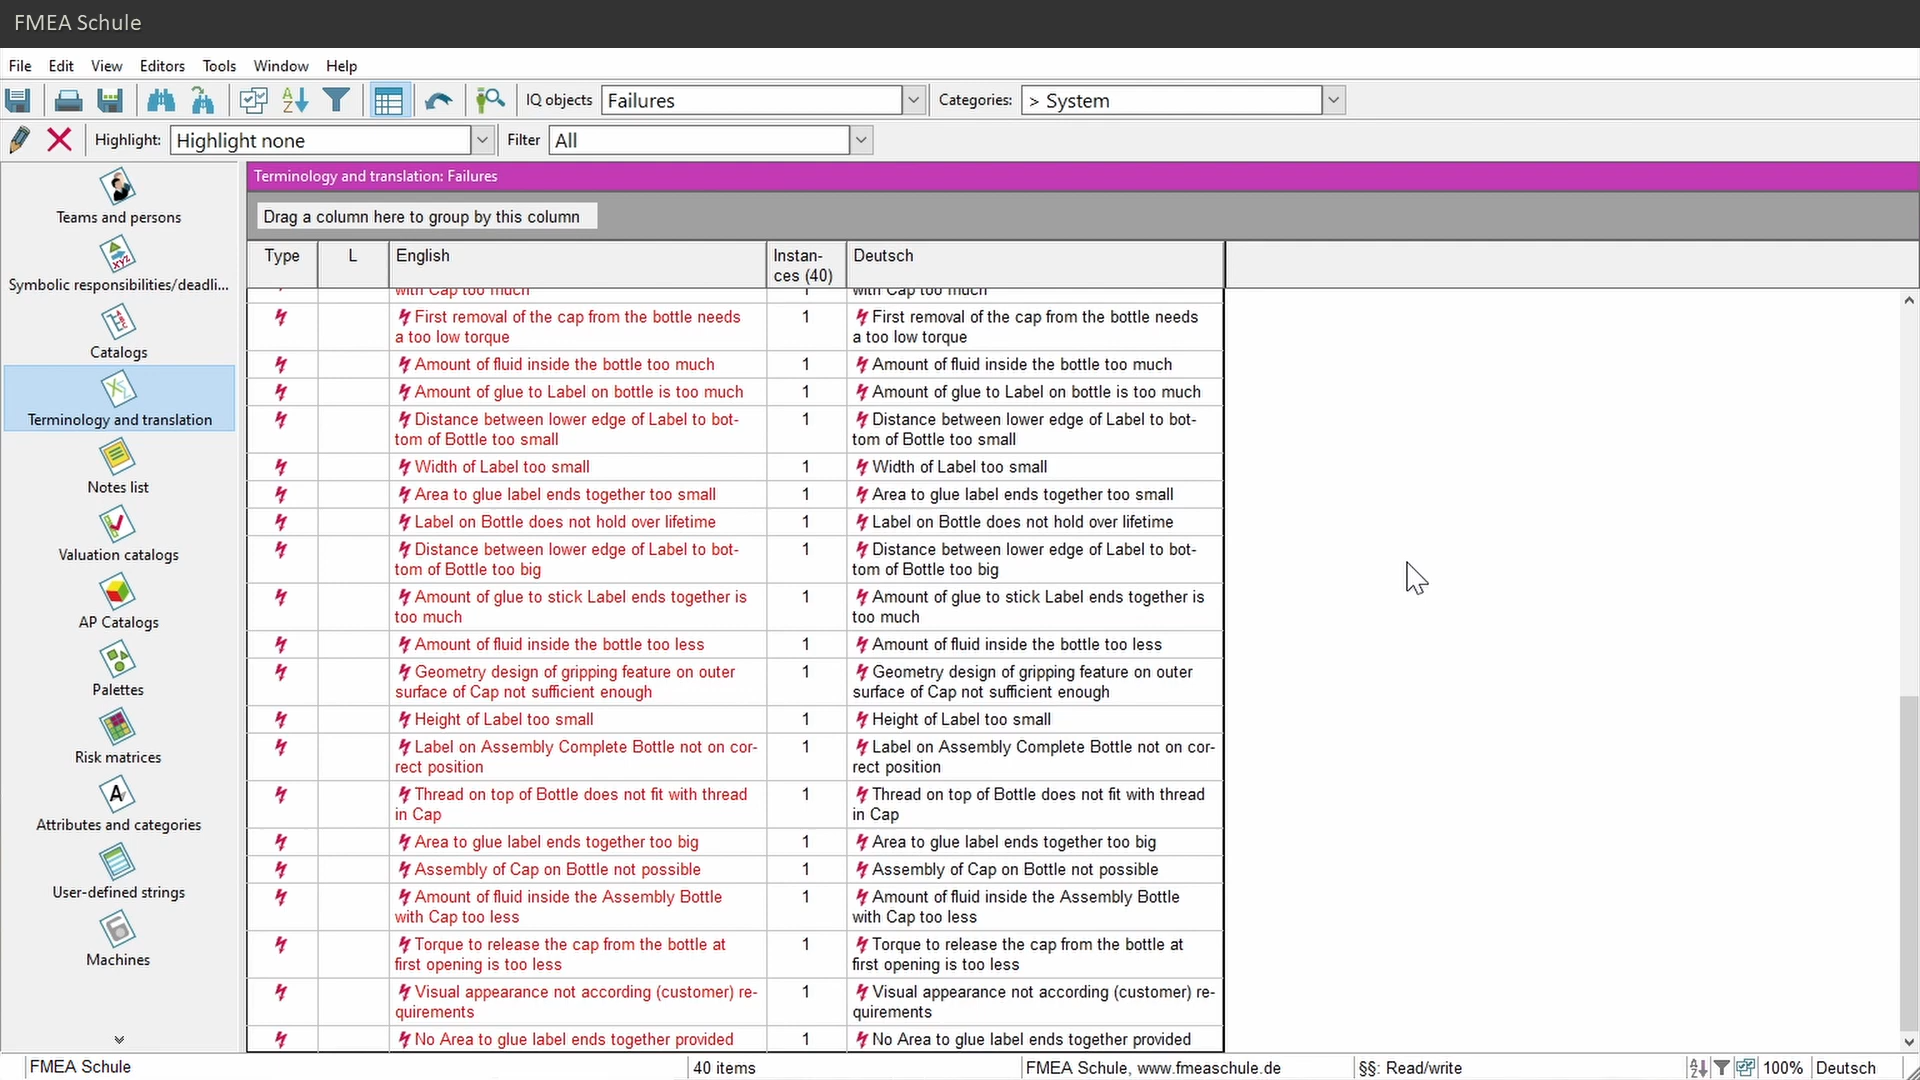 FMEA Schule
File Edit View Editors Tools Window Help
IQ objects Failures Categories: > System
Highlight: Highlight none Filter All
Teams and persons
Symbolic responsibilities/deadli...
Catalogs
Terminology and translation
Notes list
Valuation catalogs
AP Catalogs
Palettes
Risk matrices
Attributes and categories
User-defined strings
Machines
Terminology and translation: Failures
Drag a column here to group by this column
Type L English Instan- Deutsch
ces (40)
with Cap too much 1 with Cap too much
First removal of the cap from the bottle needs 1 First removal of the cap from the bottle needs
a too low torque a too low torque
Amount of fluid inside the bottle too much 1 Amount of fluid inside the bottle too much
Amount of glue to Label on bottle is too much 1 Amount of glue to Label on bottle is too much
Distance between lower edge of Label to bot- 1 Distance between lower edge of Label to bot-
tom of Bottle too small tom of Bottle too small
Width of Label too small 1 Width of Label too small
Area to glue label ends together too small 1 Area to glue label ends together too small
Label on Bottle does not hold over lifetime 1 Label on Bottle does not hold over lifetime
Distance between lower edge of Label to bot- 1 Distance between lower edge of Label to bot-
tom of Bottle too big tom of Bottle too big
Amount of glue to stick Label ends together is 1 Amount of glue to stick Label ends together is
too much too much
Amount of fluid inside the bottle too less 1 Amount of fluid inside the bottle too less
Geometry design of gripping feature on outer 1 Geometry design of gripping feature on outer
surface of Cap not sufficient enough surface of Cap not sufficient enough
Height of Label too small 1 Height of Label too small
Label on Assembly Complete Bottle not on cor- 1 Label on Assembly Complete Bottle not on cor-
rect position rect position
Thread on top of Bottle does not fit with thread 1 Thread on top of Bottle does not fit with thread
in Cap in Cap
Area to glue label ends together too big 1 Area to glue label ends together too big
Assembly of Cap on Bottle not possible 1 Assembly of Cap on Bottle not possible
Amount of fluid inside the Assembly Bottle 1 Amount of fluid inside the Assembly Bottle
with Cap too less with Cap too less
Torque to release the cap from the bottle at 1 Torque to release the cap from the bottle at
first opening is too less first opening is too less
Visual appearance not according (customer) re- 1 Visual appearance not according (customer) re-
quirements quirements
No Area to glue label ends together provided 1 No Area to glue label ends together provided
FMEA Schule 40 items FMEA Schule, www.fmeaschule.de §§: Read/write 100% Deutsch